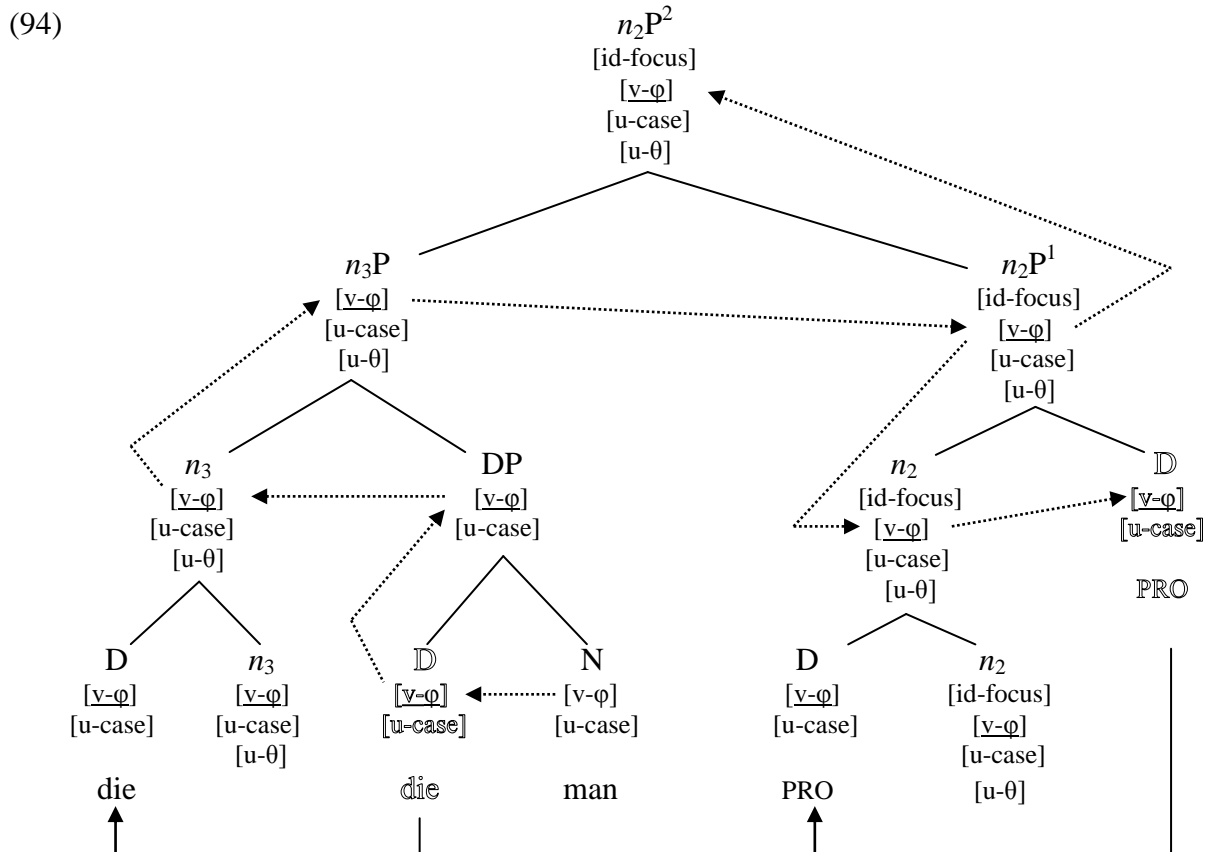 (94)
n₂P²
[id-focus]
[v-φ]
[u-case]
[u-θ]
n₃P n₂P¹
[v-φ] [id-focus]
[u-case] [v-φ]
[u-θ] [u-case]
[u-θ]
n₃ DP n₂ D
[v-φ] [v-φ] [id-focus] [v-φ]
[u-case] [u-case] [v-φ] [u-case]
[u-θ] [u-case]
[u-θ] PRO
D n₃ D N D n₂
[v-φ] [v-φ] [v-φ] [v-φ] [v-φ] [id-focus]
[u-case] [u-case] [u-case] [u-case] [u-case] [v-φ]
[u-θ] [u-case]
die die man PRO [u-θ]